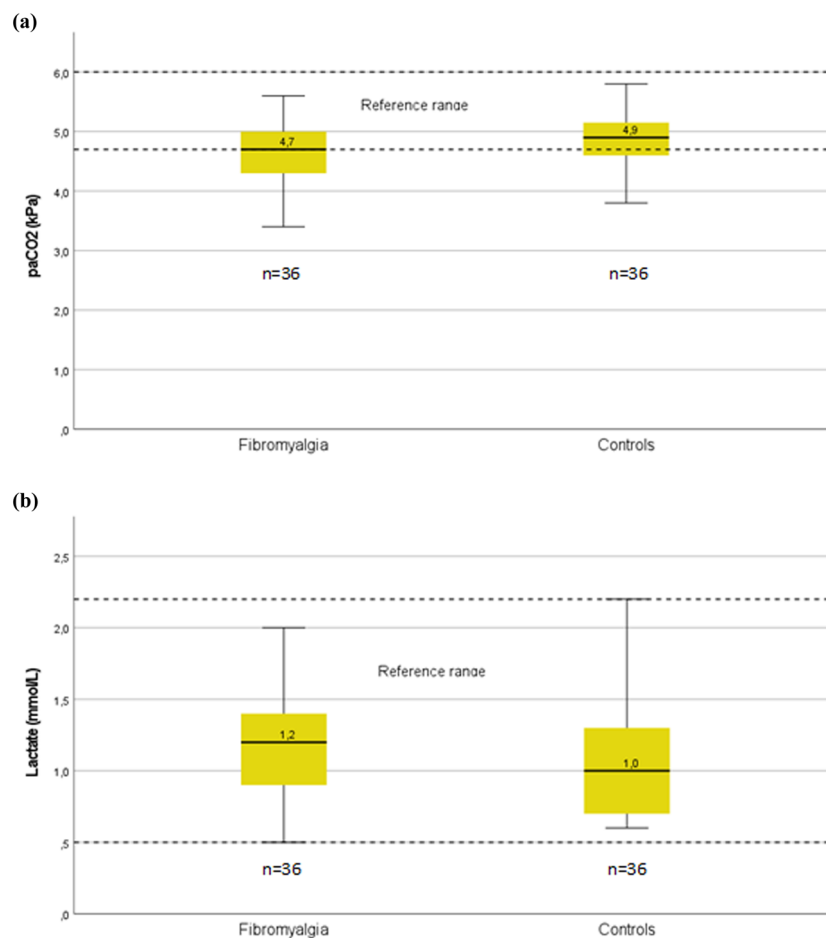 (a)
6,0
Reference range
5,0
4,7
4,9
4,0
3,0
n=36
n=36
2,0
1,0
,0
paCO2 (kPa)
Fibromyalgia
Controls
(b)
2,5
2,0
Reference range
1,5
1,2
1,0
1,0
,5
n=36
n=36
,0
Lactate (mmol/L)
Fibromyalgia
Controls